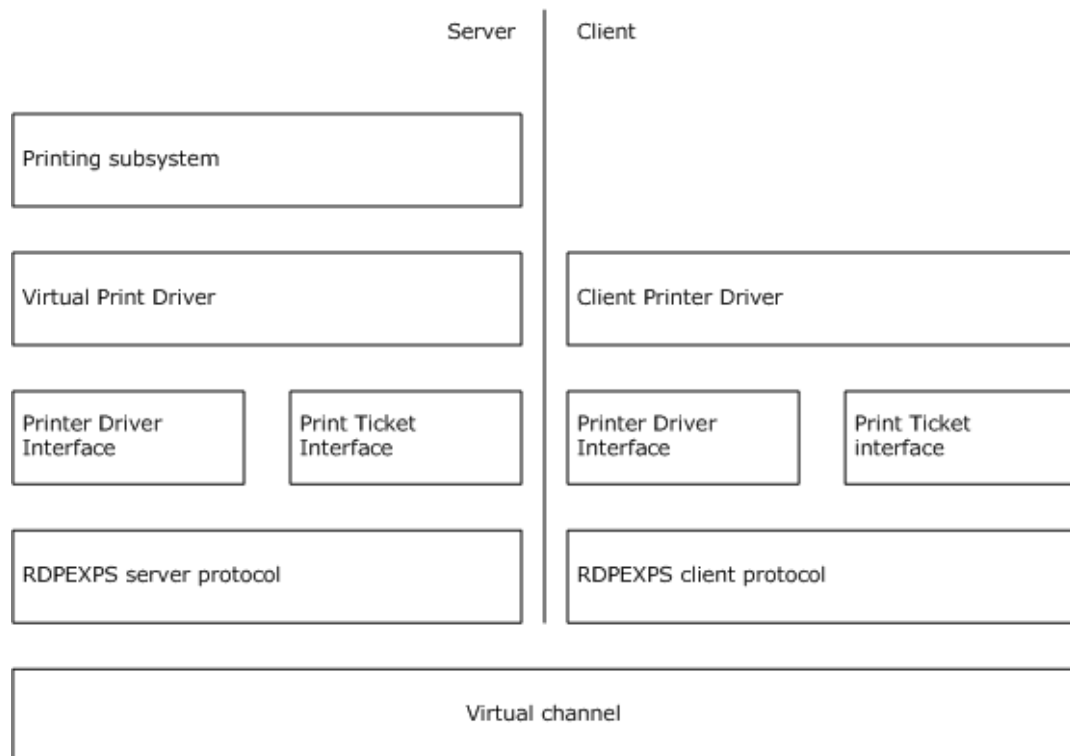 Server
Client
Printing subsystem
Virtual Print Driver
Client Printer Driver
Printer Driver
Interface
Print Ticket
Interface
Printer Driver
Interface
Print Ticket
interface
RDPEXPS server protocol
RDPEXPS client protocol
Virtual channel